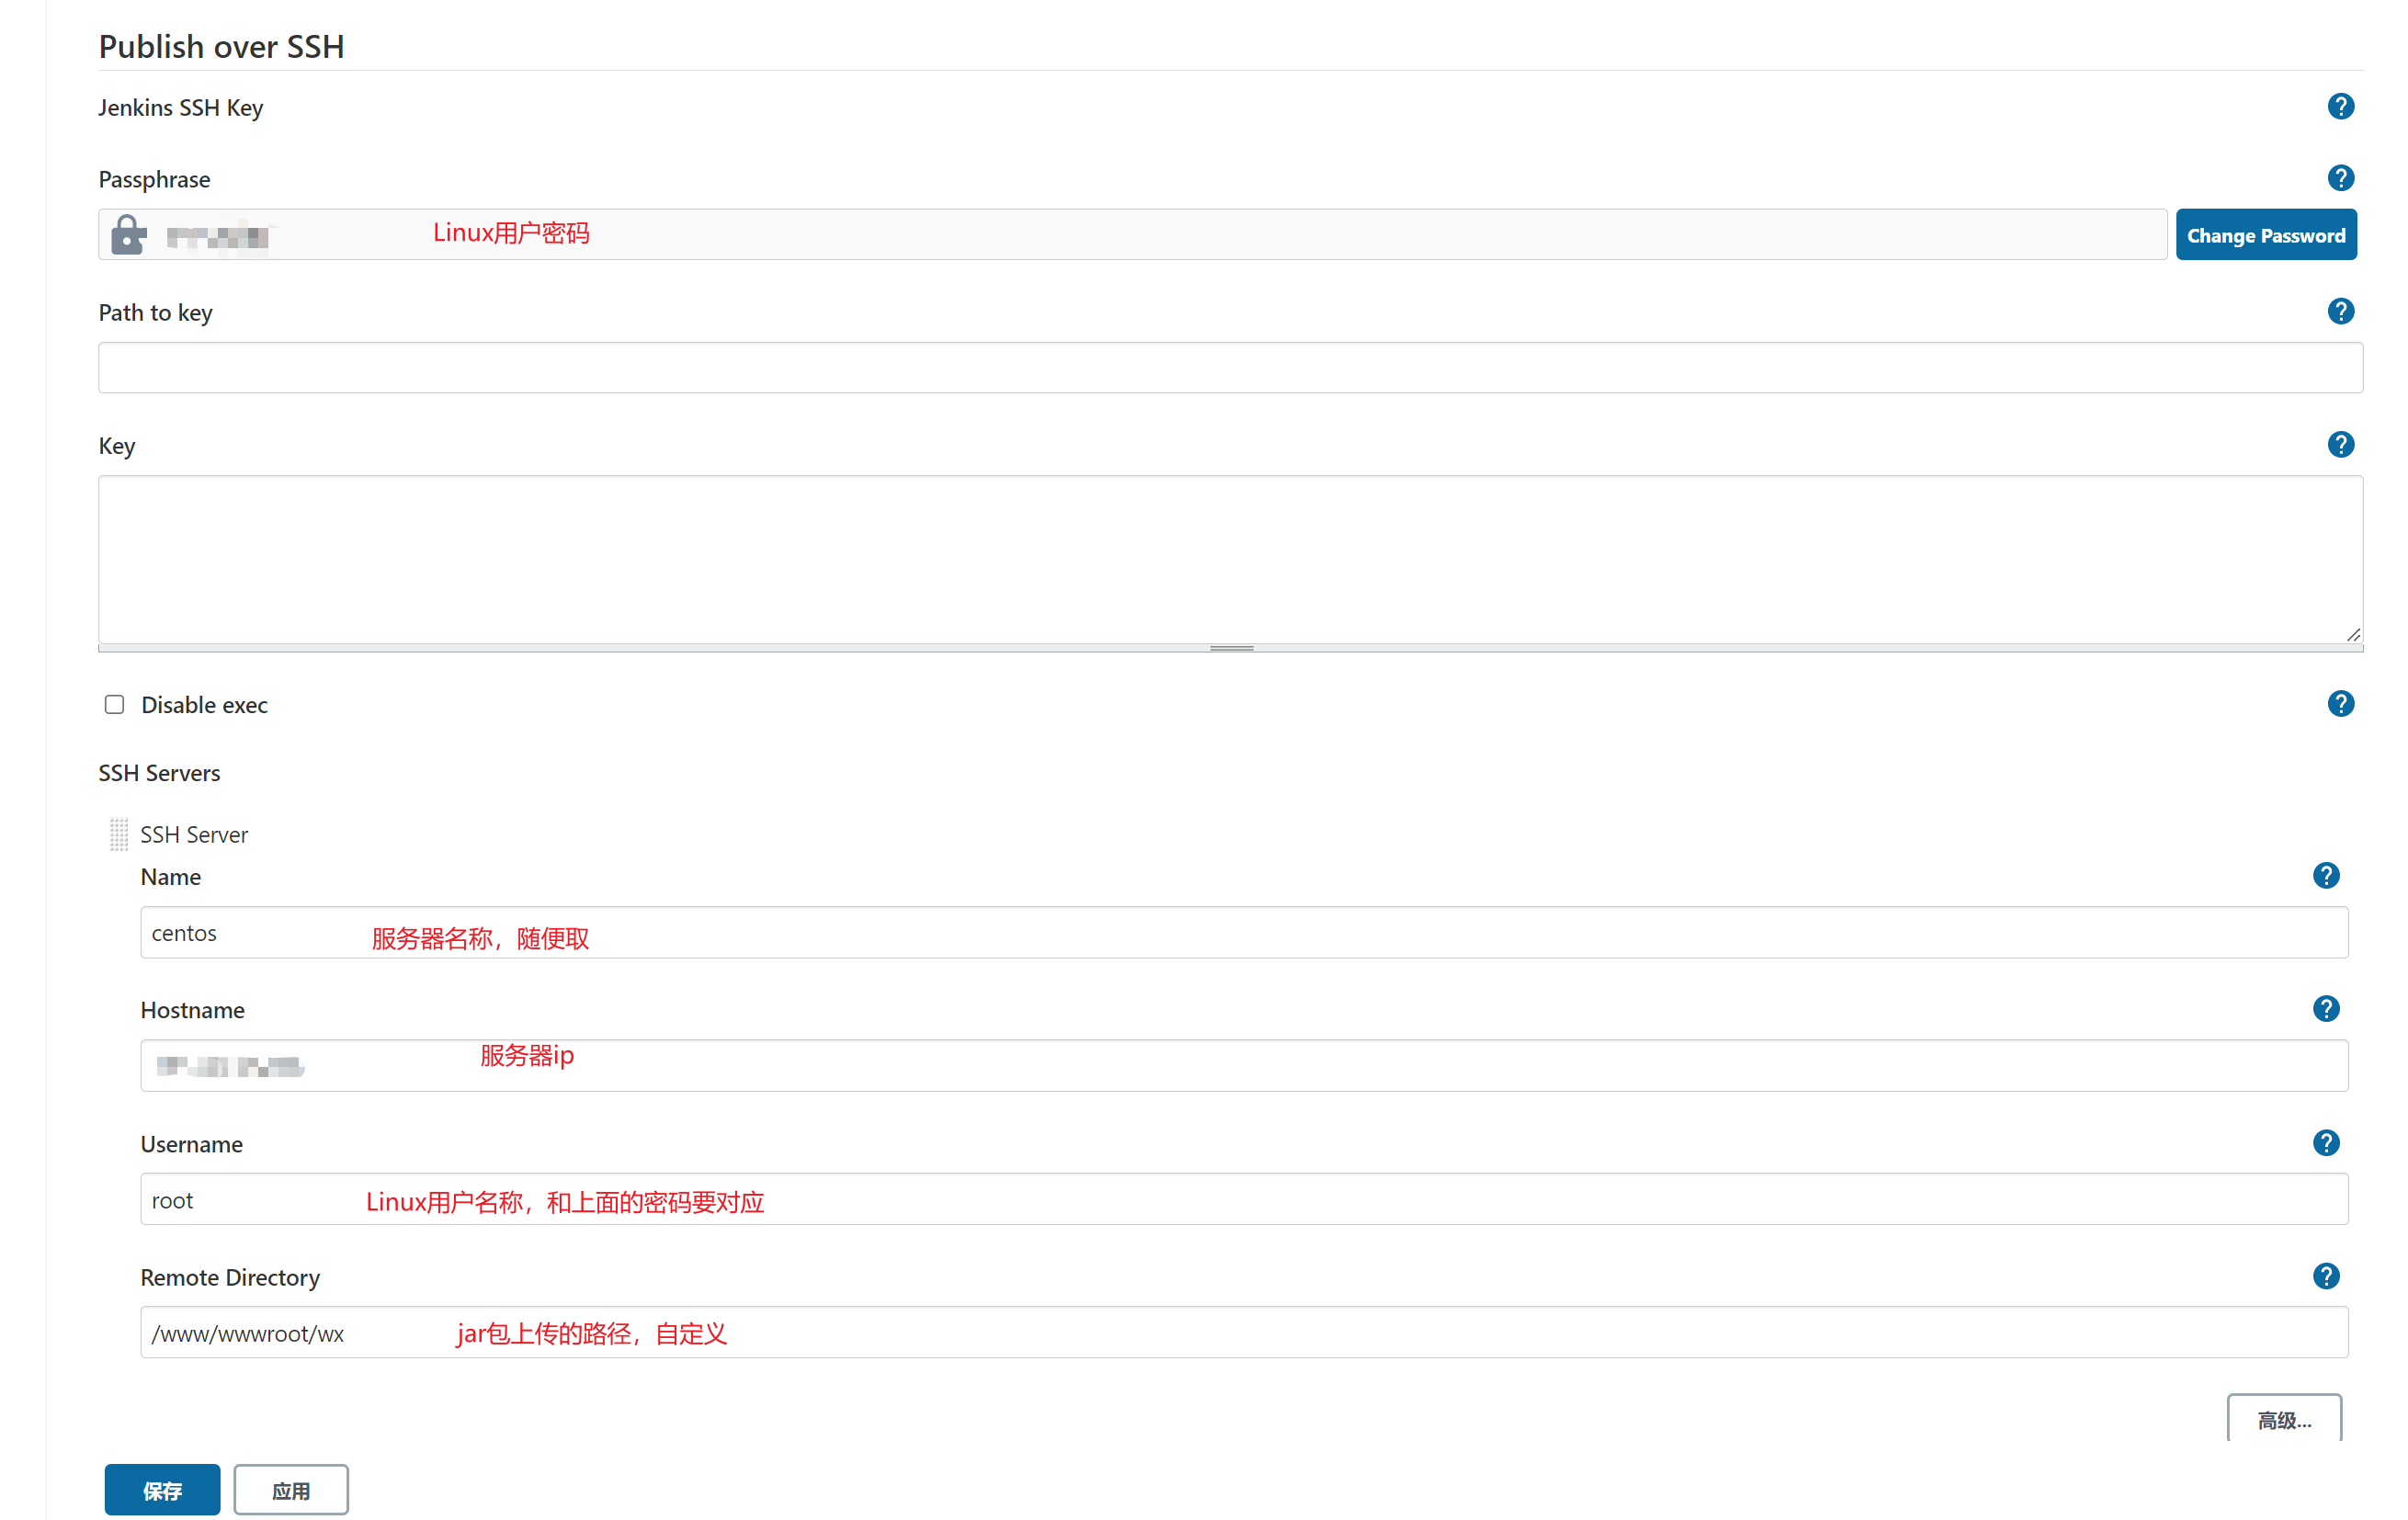 Publish over SSH
Jenkins SSH Key
Passphrase
Linux用户密码
Change Password
Path to key
Key
Disable exec
SSH Servers
SSH Server
Name
centos 服务器名称，随便取
Hostname
服务器ip
Username
root Linux用户名称，和上面的密码要对应
Remote Directory
/www/wwwroot/wx jar包上传的路径，自定义
高级...
保存 应用